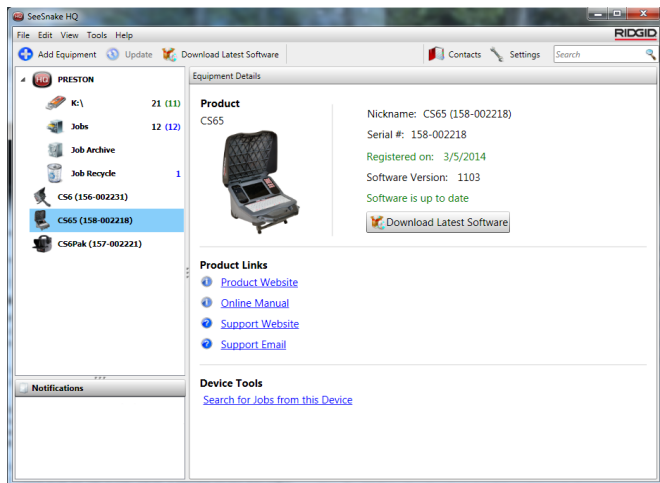 SeeSnake HQ
File Edit View Tools Help
RIDGID
Add Equipment Update Download Latest Software Contacts Settings Search
HQ PRESTON
K:\ 21 (11)
Jobs 12 (12)
Job Archive
Job Recycle 1
CS6 (156-002231)
CS65 (158-002218)
CS6Pak (157-002221)
Notifications
Equipment Details
Product
CS65
Nickname: CS65 (158-002218)
Serial #: 158-002218
Registered on: 3/5/2014
Software Version: 1103
Software is up to date
Download Latest Software
Product Links
Product Website
Online Manual
Support Website
Support Email
Device Tools
Search for Jobs from this Device